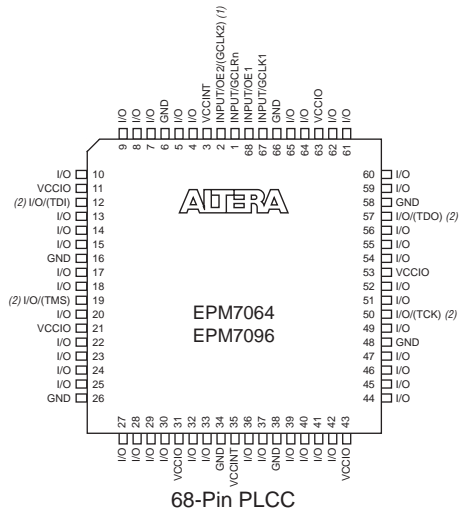 I/O I/O I/O GND I/O I/O VCCINT INPUT/OE2/(GCLK2) (1) INPUT/GCLRn INPUT/OE1 INPUT/GCLK1 GND I/O I/O VCCIO I/O I/O
9 8 7 6 5 4 3 2 1 68 67 66 65 64 63 62 61
ALTERA
I/O 10
VCCIO 11
(2) I/O/(TDI) 12
I/O 13
I/O 14
I/O 15
GND 16
I/O 17
I/O 18
(2) I/O/(TMS) 19
I/O 20
VCCIO 21
I/O 22
I/O 23
I/O 24
I/O 25
GND 26
60 I/O
59 I/O
58 GND
57 I/O/(TDO) (2)
56 I/O
55 I/O
54 I/O
53 VCCIO
52 I/O
51 I/O
50 I/O/(TCK) (2)
49 I/O
48 GND
47 I/O
46 I/O
45 I/O
44 I/O
EPM7064
EPM7096
27 28 29 30 31 32 33 34 35 36 37 38 39 40 41 42 43
I/O I/O I/O I/O VCCIO I/O I/O GND VCCINT I/O I/O GND I/O I/O I/O I/O VCCIO
68-Pin PLCC